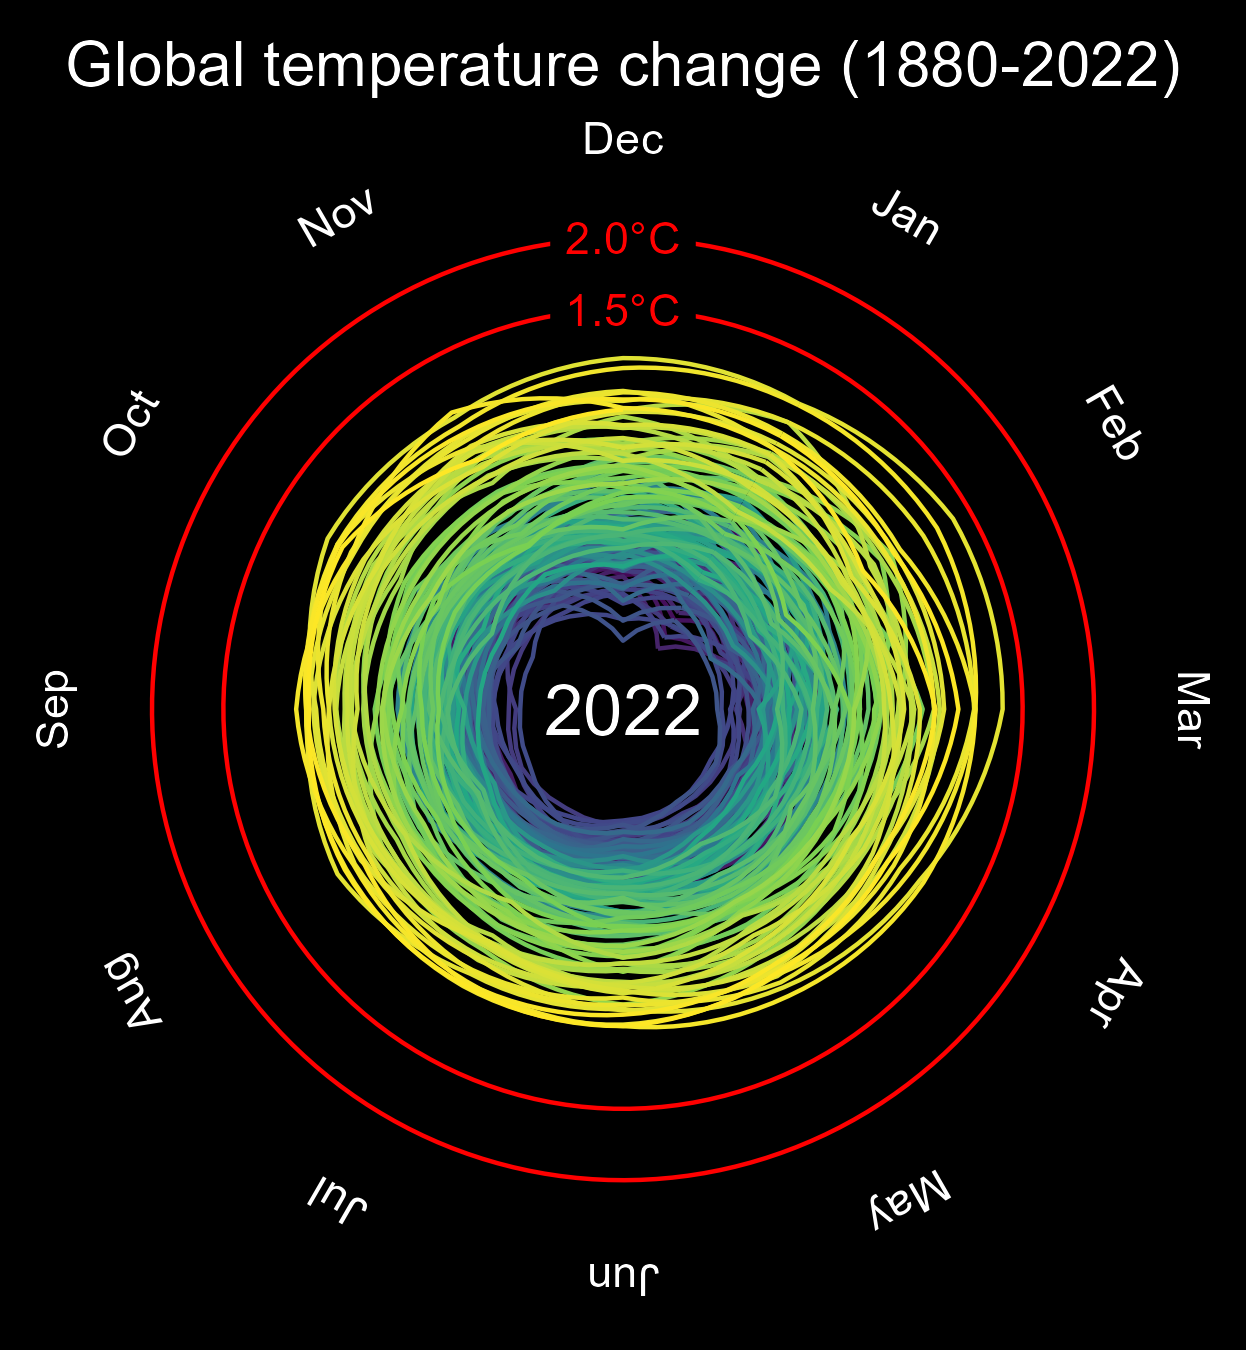 Global temperature change (1880-2022)
Dec
Nov
Jan
2.0°C
1.5°C
Oct
Feb
Sep
2022
Mar
Aug
Apr
Jul
May
Jun